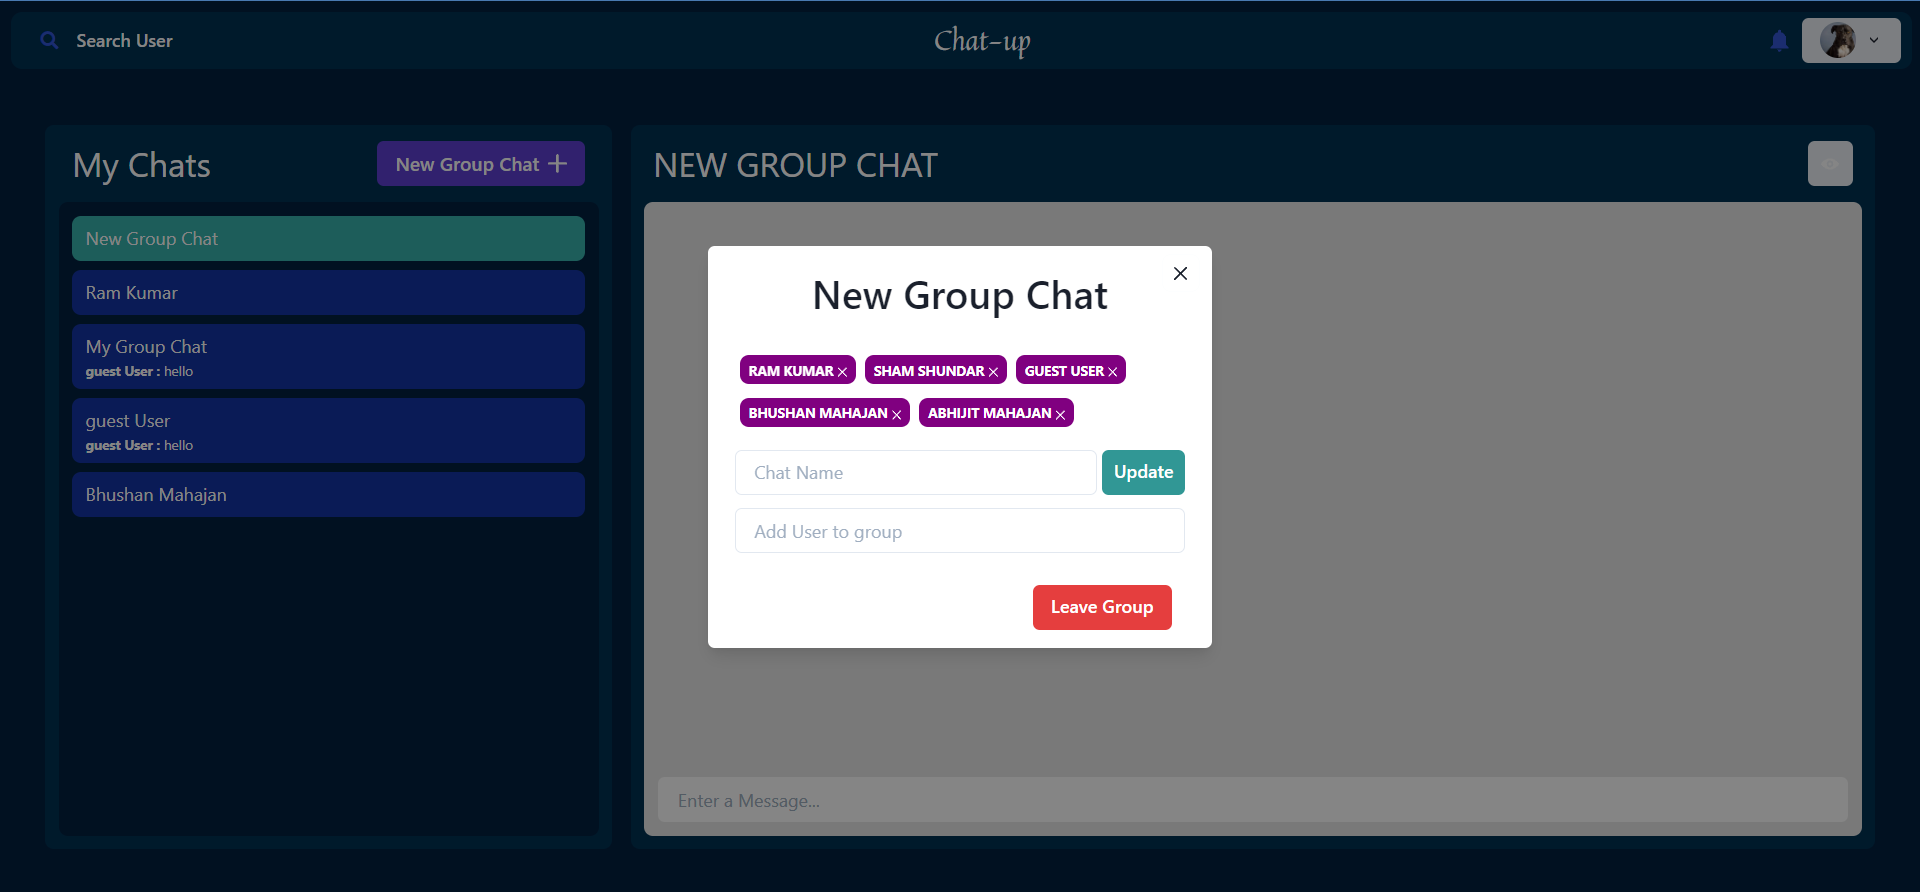 Search User
Chat-up
My Chats
New Group Chat
New Group Chat
Ram Kumar
My Group Chat
guest User : hello
guest User
guest User : hello
Bhushan Mahajan
NEW GROUP CHAT
New Group Chat
RAM KUMAR SHAM SHUNDAR GUEST USER
BHUSHAN MAHAJAN ABHIJIT MAHAJAN
Chat Name Update
Add User to group
Leave Group
Enter a Message...